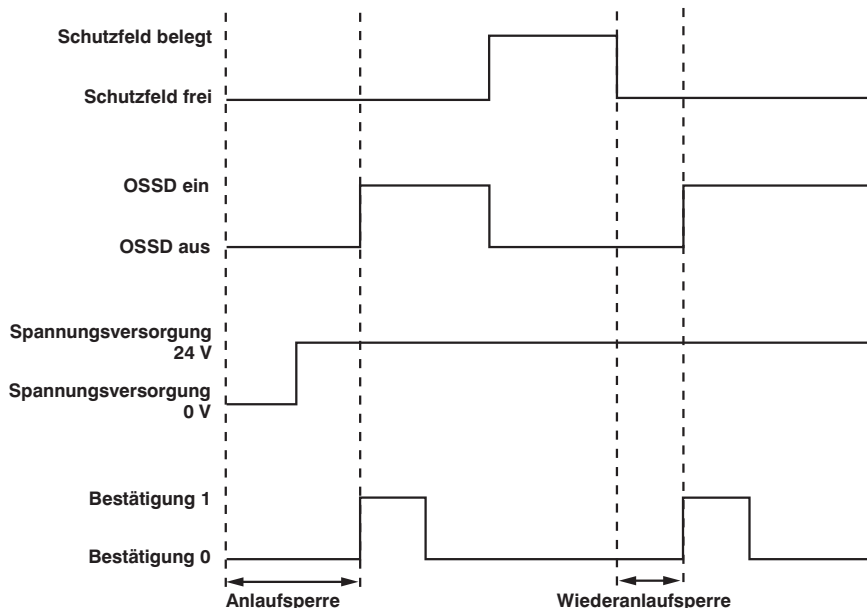 Schutzfeld belegt
Schutzfeld frei
OSSD ein
OSSD aus
Spannungsversorgung
24 V
Spannungsversorgung
0 V
Bestätigung 1
Bestätigung 0
Anlaufsperre
Wiederanlaufsperre